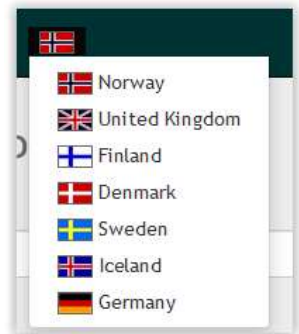 Norway
United Kingdom
Finland
Denmark
Sweden
Iceland
Germany